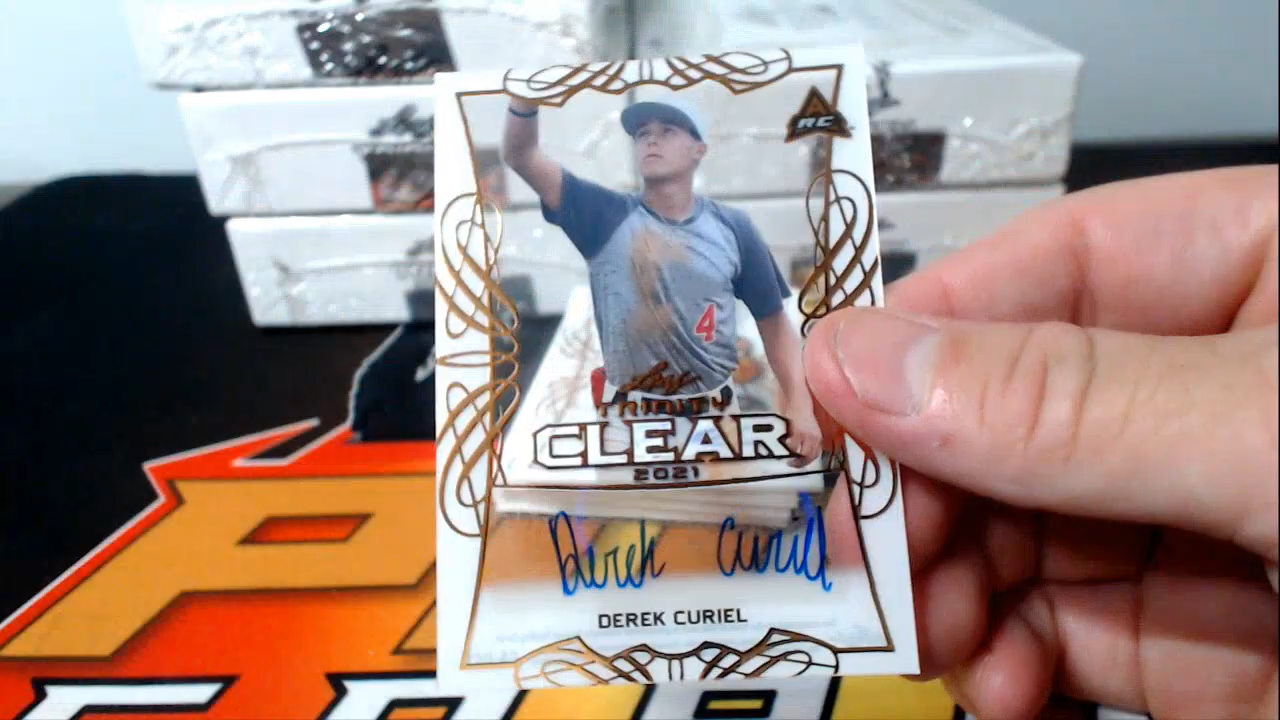 RC
4
Leaf
TRINITY
CLEAR
2021
Derek Curiel
DEREK CURIEL